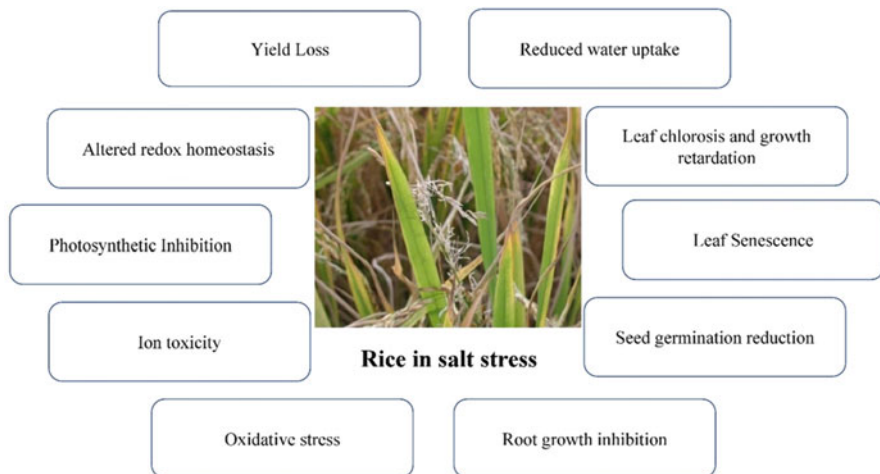 Yield Loss
Reduced water uptake
Altered redox homeostasis
Leaf chlorosis and growth
retardation
Photosynthetic Inhibition
Leaf Senescence
Ion toxicity
Seed germination reduction
Rice in salt stress
Oxidative stress
Root growth inhibition